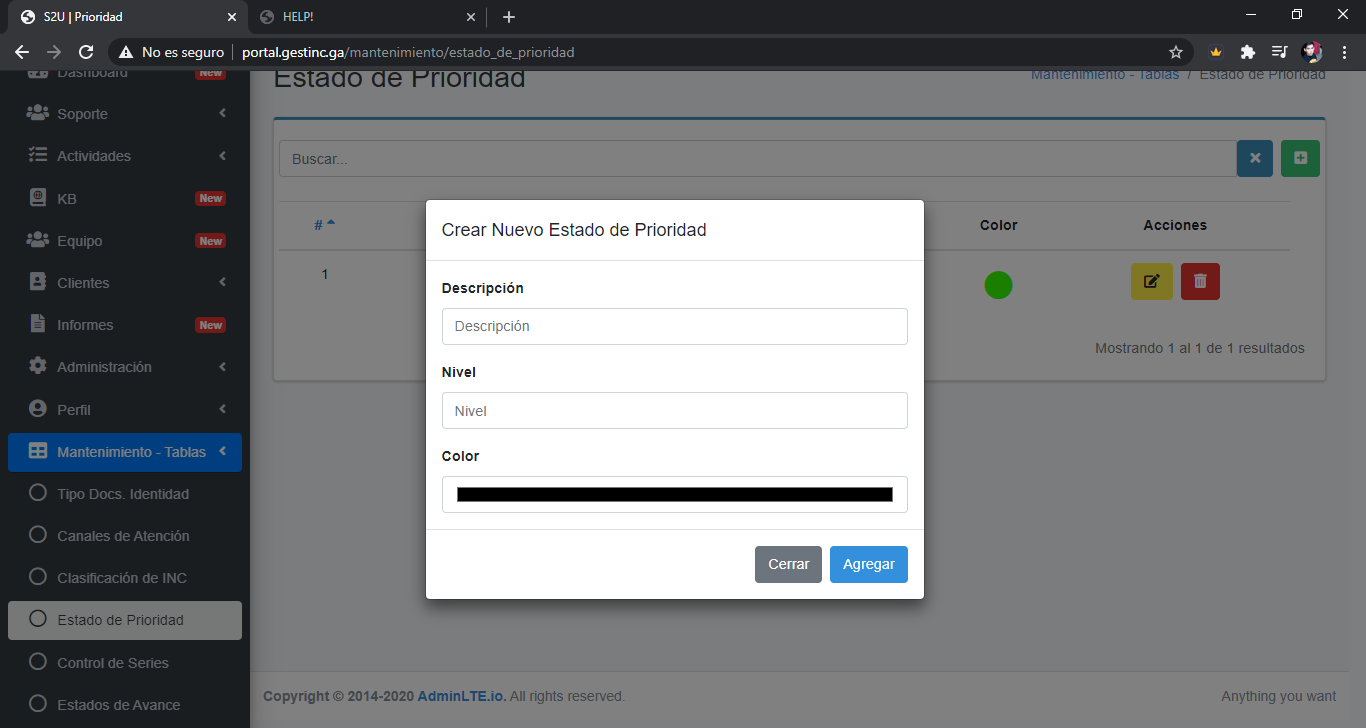 S2U | Prioridad
HELP!
No es seguro
portal.gestinc.ga/mantenimiento/estado_de_prioridad
Dashboard New
Soporte
Actividades
KB New
Equipo New
Clientes
Informes New
Administración
Perfil
Mantenimiento - Tablas
Tipo Docs. Identidad
Canales de Atención
Clasificación de INC
Estado de Prioridad
Control de Series
Estados de Avance
Estado de Prioridad
Mantenimiento - Tablas / Estado de Prioridad
Buscar...
# Color Acciones
1
Mostrando 1 al 1 de 1 resultados
Crear Nuevo Estado de Prioridad
Descripción
Descripción
Nivel
Nivel
Color
Cerrar Agregar
Copyright © 2014-2020 AdminLTE.io. All rights reserved.
Anything you want